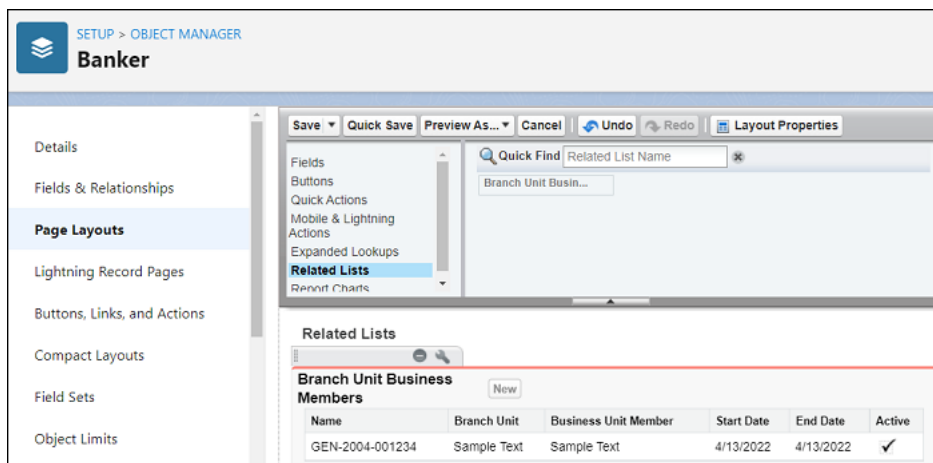 SETUP > OBJECT MANAGER
Banker
Details
Fields & Relationships
Page Layouts
Lightning Record Pages
Buttons, Links, and Actions
Compact Layouts
Field Sets
Object Limits
Save Quick Save Preview As... Cancel Undo Redo Layout Properties
Fields
Buttons
Quick Actions
Mobile & Lightning
Actions
Expanded Lookups
Related Lists
Report Charts
Quick Find Related List Name
Branch Unit Busin...
Related Lists
Branch Unit Business
Members
New
Name Branch Unit Business Unit Member Start Date End Date Active
GEN-2004-001234 Sample Text Sample Text 4/13/2022 4/13/2022